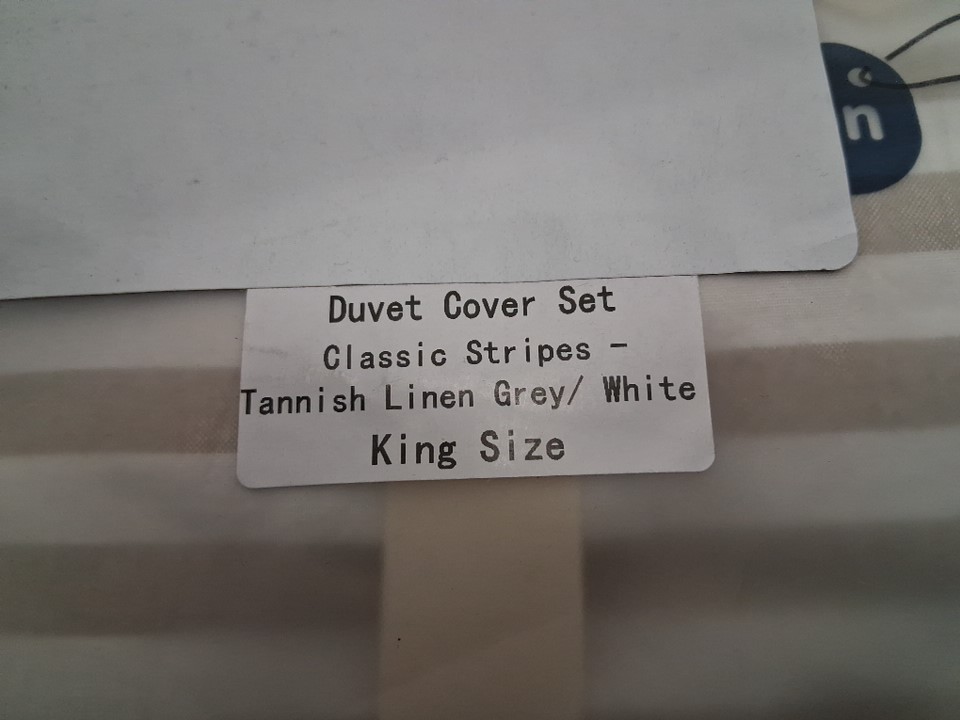 n
Duvet Cover Set
Classic Stripes -
Tannish Linen Grey/ White
King Size